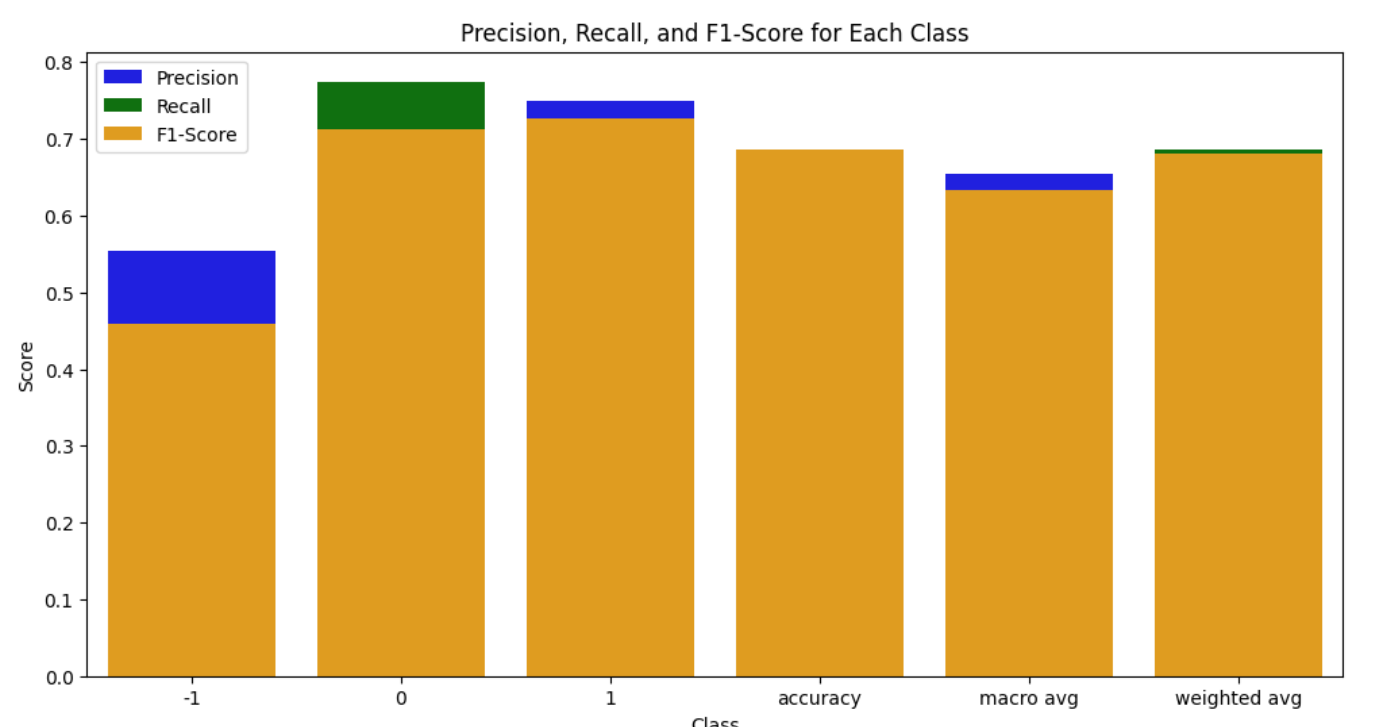 Precision, Recall, and F1-Score for Each Class
0.8
0.7
0.6
0.5
0.4
0.3
0.2
0.1
0.0
Score
Precision
Recall
F1-Score
-1 0 1 accuracy macro avg weighted avg
Class